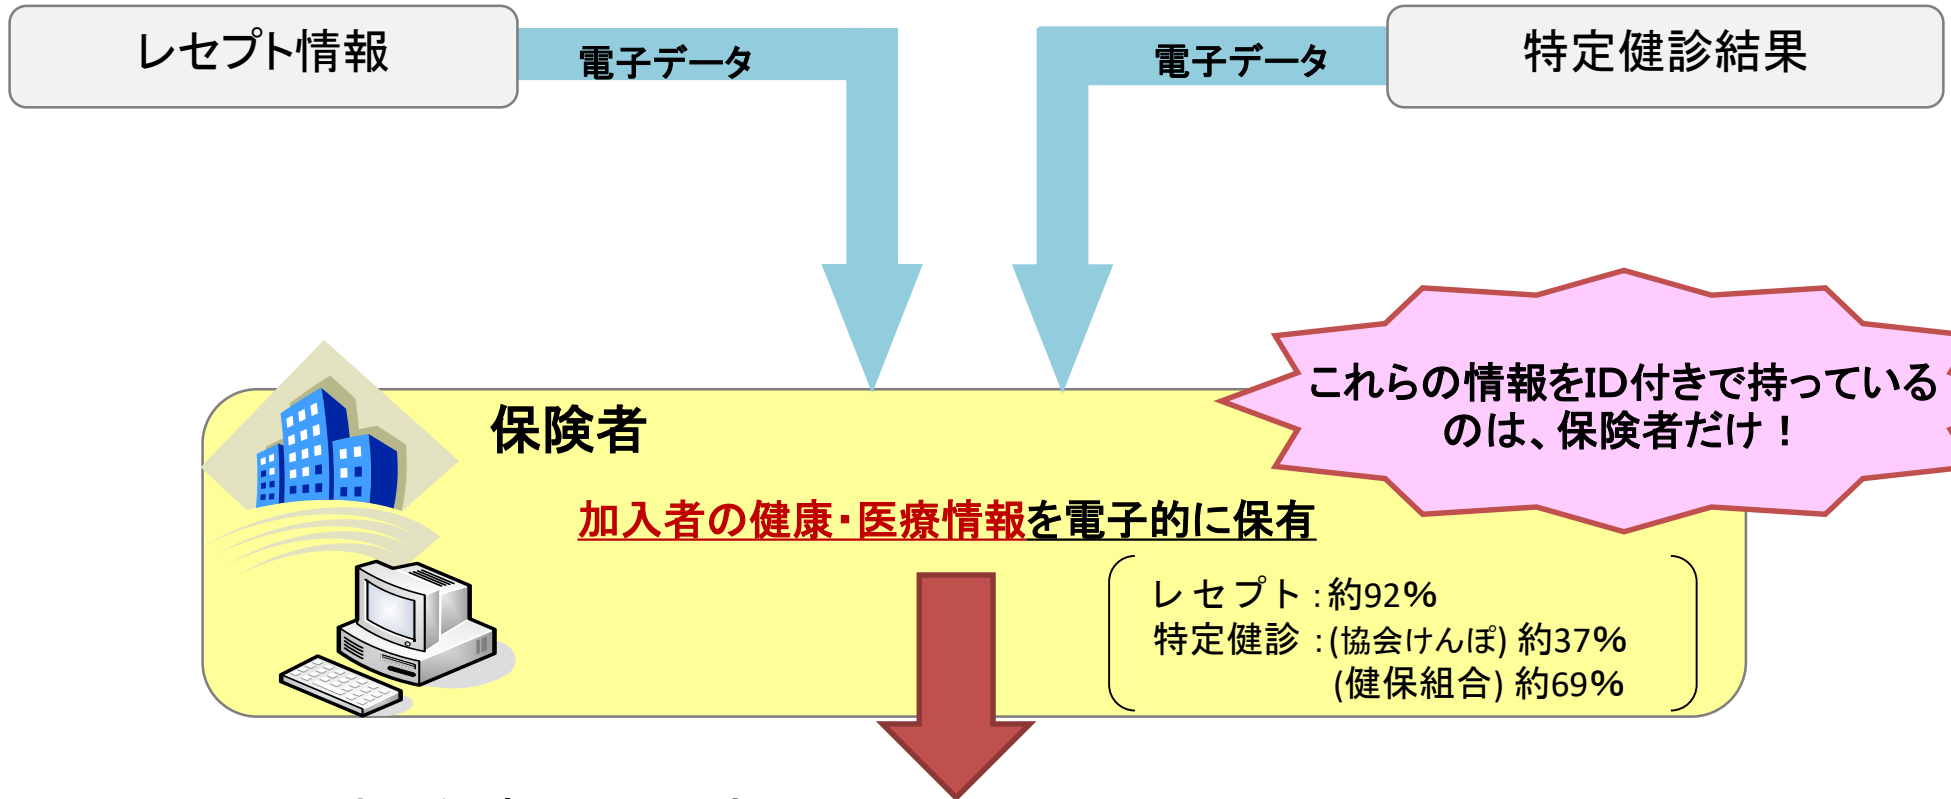 レセプト情報
電子データ
電子データ
特定健診結果
これらの情報をID付きで持っている
のは、保険者だけ！
保険者
加入者の健康・医療情報を電子的に保有
レセプト：約92％
特定健診：(協会けんぽ) 約37％
(健保組合) 約69％